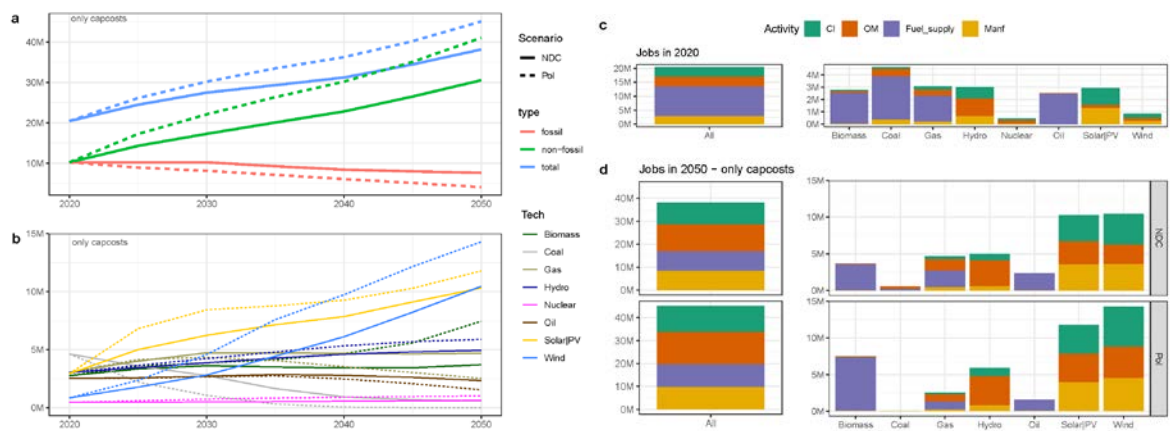 a
only capcosts
40M
30M
20M
10M
2020
2030
2040
2050
Scenario
NDC
Pol
type
fossil
non-fossil
total
b
only capcosts
15M
10M
5M
0M
2020
2030
2040
2050
Tech
Biomass
Coal
Gas
Hydro
Nuclear
Oil
Solar|PV
Wind
c
Activity
CI
OM
Fuel_supply
Manf
Jobs in 2020
20M
15M
10M
5M
0M
All
4M
3M
2M
1M
0M
Biomass
Coal
Gas
Hydro
Nuclear
Oil
Solar|PV
Wind
d
Jobs in 2050 − only capcosts
40M
30M
20M
10M
0M
40M
30M
20M
10M
0M
All
15M
10M
5M
0M
NDC
15M
10M
5M
0M
Pol
Biomass
Coal
Gas
Hydro
Nuclear
Oil
Solar|PV
Wind